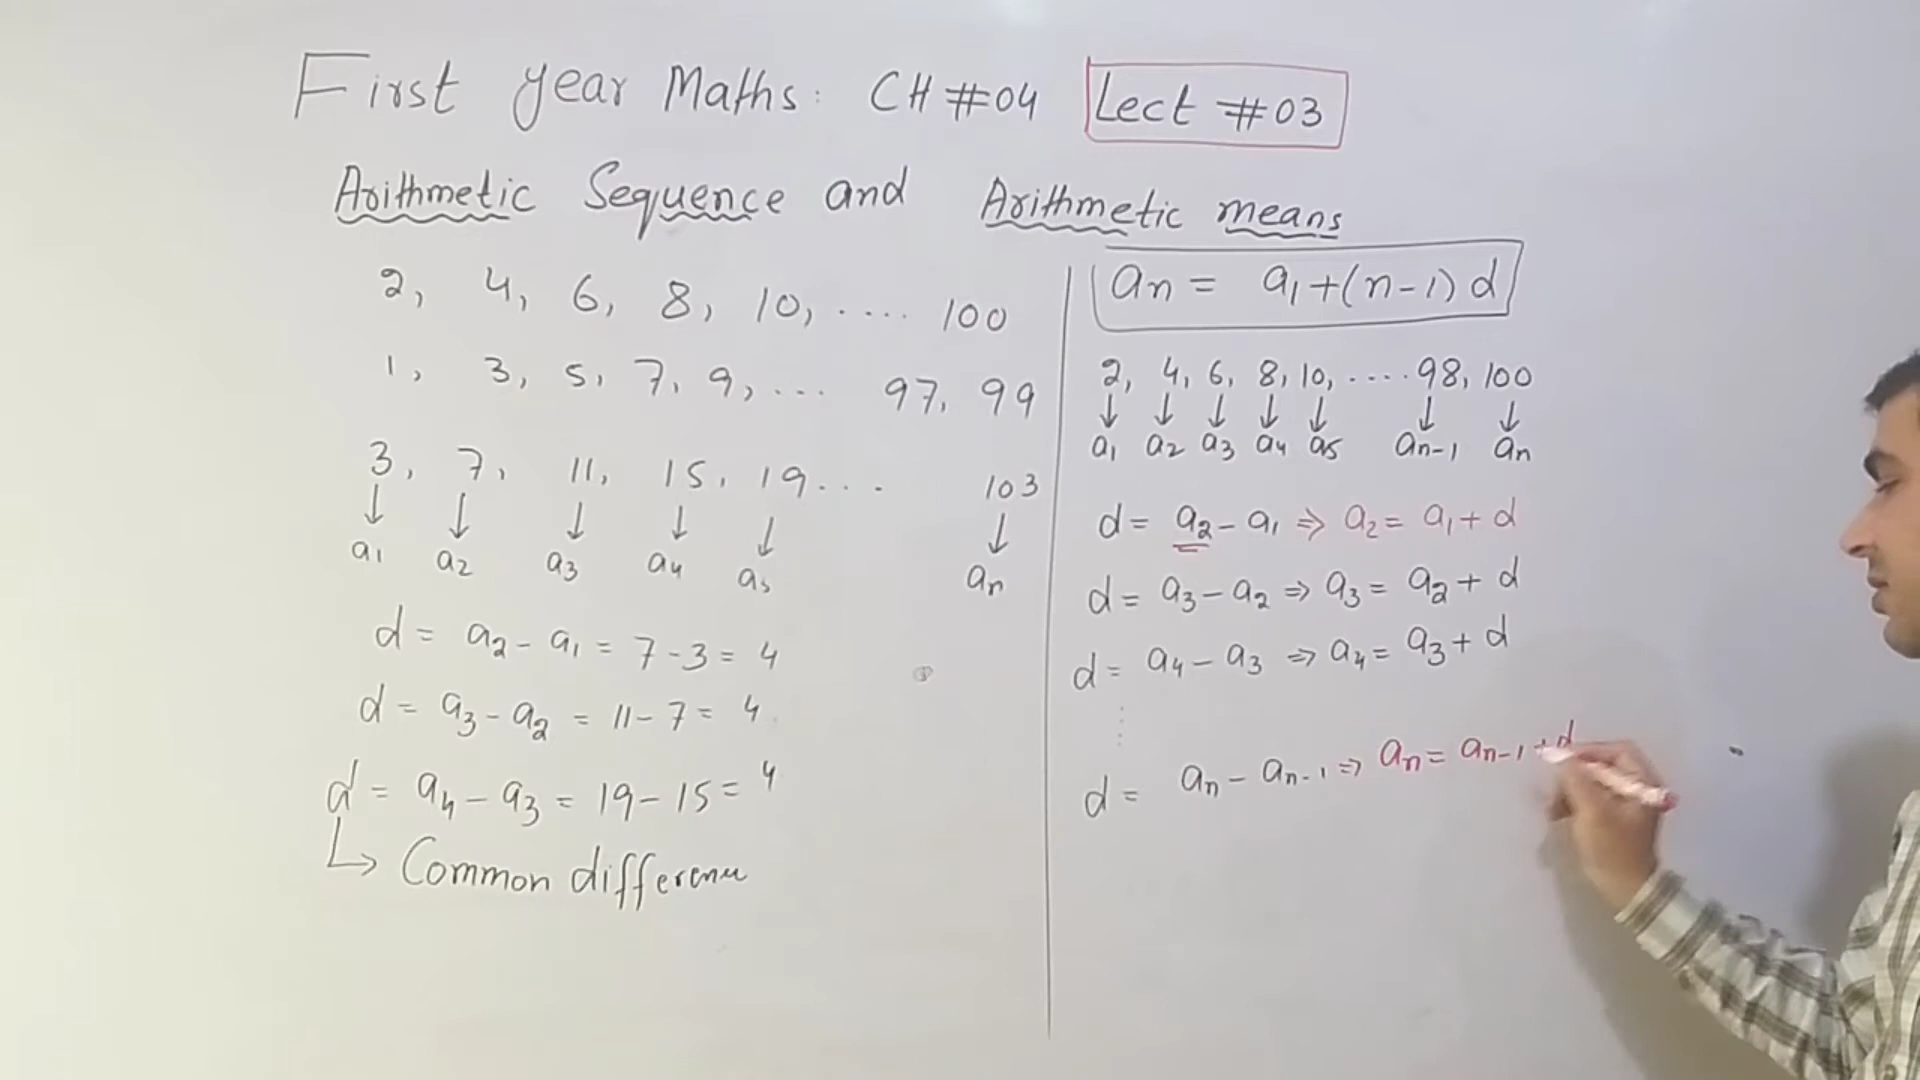 First year Maths: CH #04 Lect #03
Arithmetic Sequence and Arithmetic means
2, 4, 6, 8, 10, .... 100
1, 3, 5, 7, 9, ... 97, 99
3, 7, 11, 15, 19 ... 103
↓ ↓ ↓ ↓ ↓ ↓
a1 a2 a3 a4 a5 an
d = a2 - a1 = 7 - 3 = 4
d = a3 - a2 = 11 - 7 = 4
d = a4 - a3 = 19 - 15 = 4
↳ Common difference
an = a1 + (n-1) d
2, 4, 6, 8, 10, .... 98, 100
↓ ↓ ↓ ↓ ↓ ↓ ↓
a1 a2 a3 a4 a5 an-1 an
d = a2 - a1 ⇒ a2 = a1 + d
d = a3 - a2 ⇒ a3 = a2 + d
d = a4 - a3 ⇒ a4 = a3 + d
d = an - an-1 ⇒ an = an-1 + d